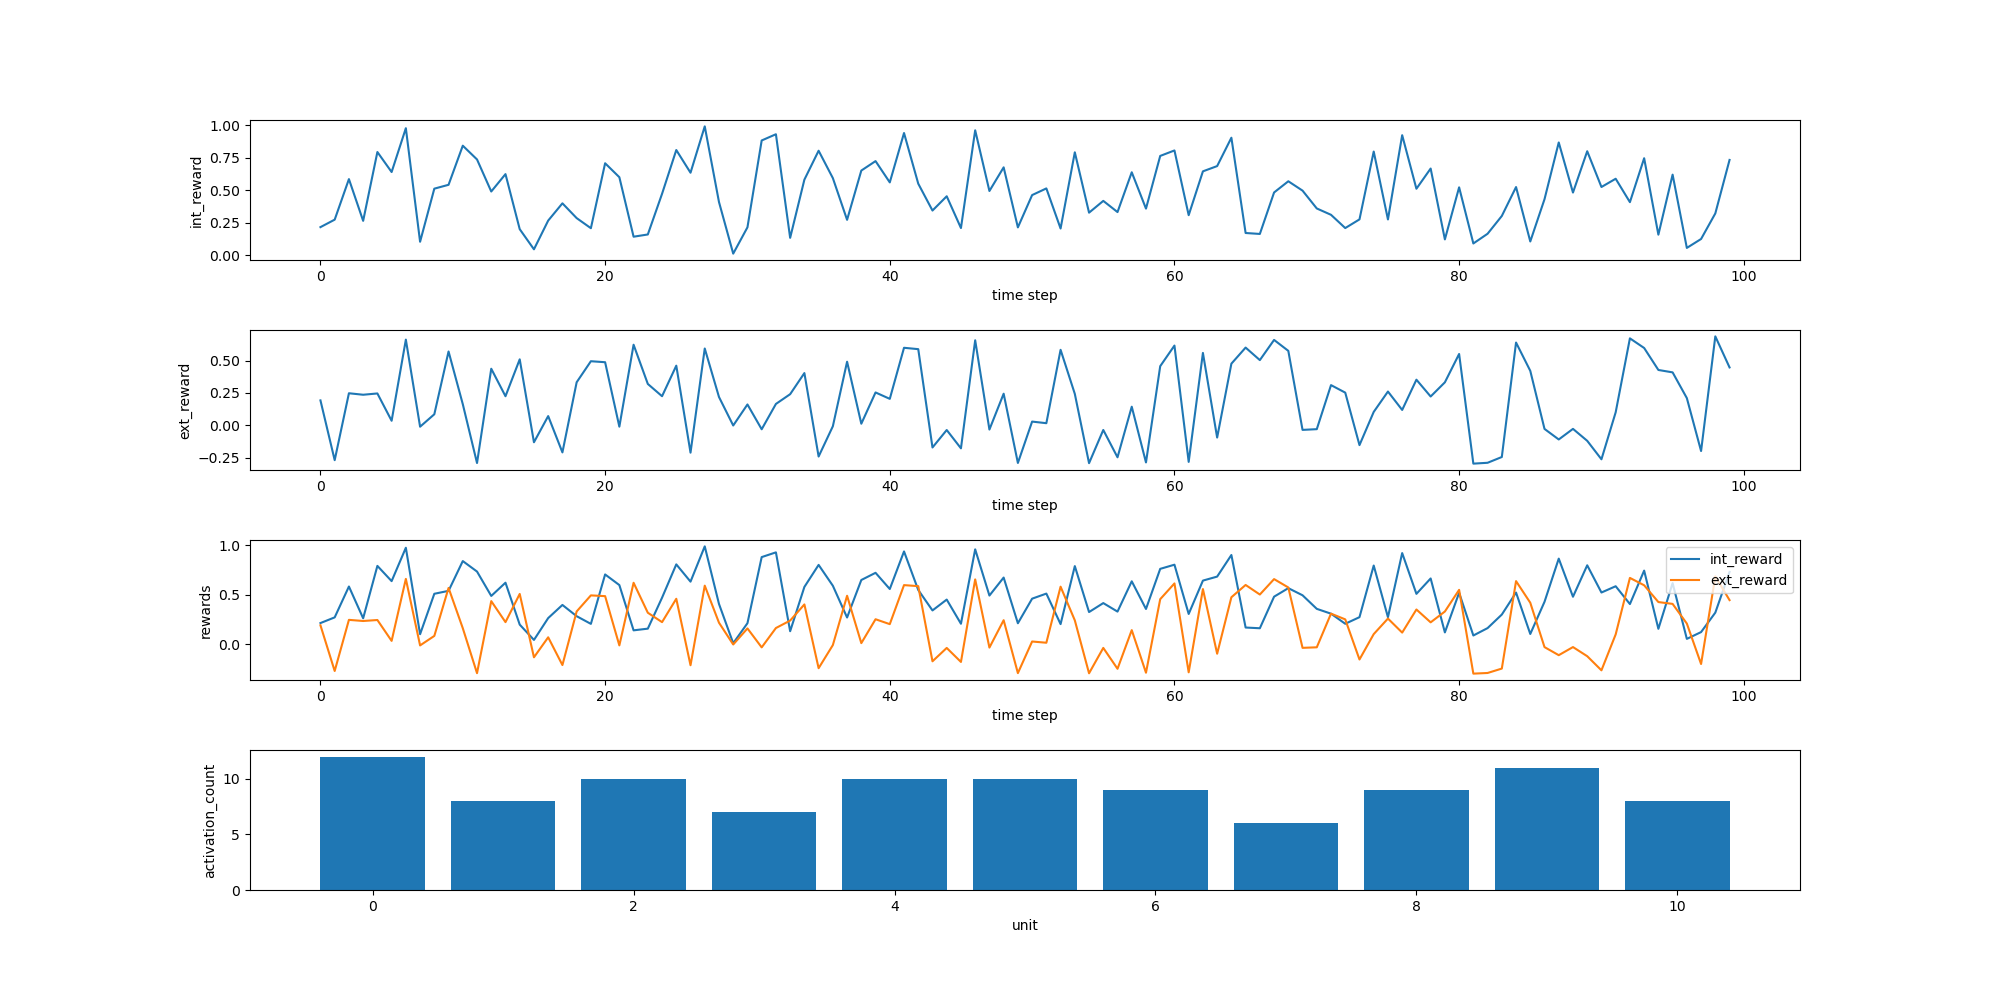 1.00
0.75
0.50
0.25
0.00
int_reward
0 20 40 60 80 100
time step
0.50
0.25
0.00
−0.25
ext_reward
0 20 40 60 80 100
time step
1.0
0.5
0.0
rewards
int_reward
ext_reward
0 20 40 60 80 100
time step
10
5
0
activation_count
0 2 4 6 8 10
unit